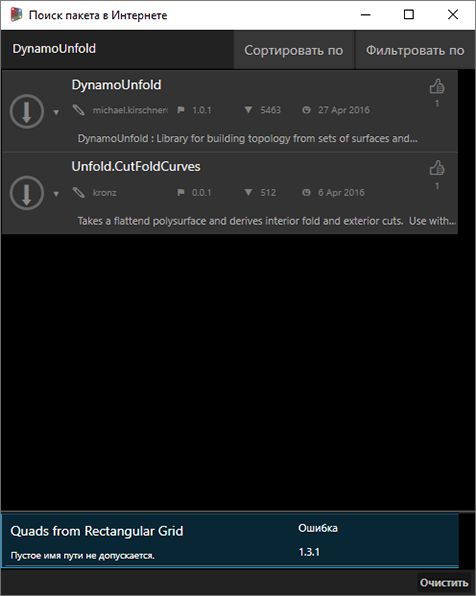 Поиск пакета в Интернете
DynamoUnfold
Сортировать по
Фильтровать по
DynamoUnfold
1
michael.kirschner 1.0.1 5463 27 Apr 2016
DynamoUnfold : Library for building topology from sets of surfaces and...
Unfold.CutFoldCurves
1
kronz 0.0.1 512 6 Apr 2016
Takes a flattend polysurface and derives interior fold and exterior cuts. Use with...
Quads from Rectangular Grid Ошибка
Пустое имя пути не допускается. 1.3.1
Очистить